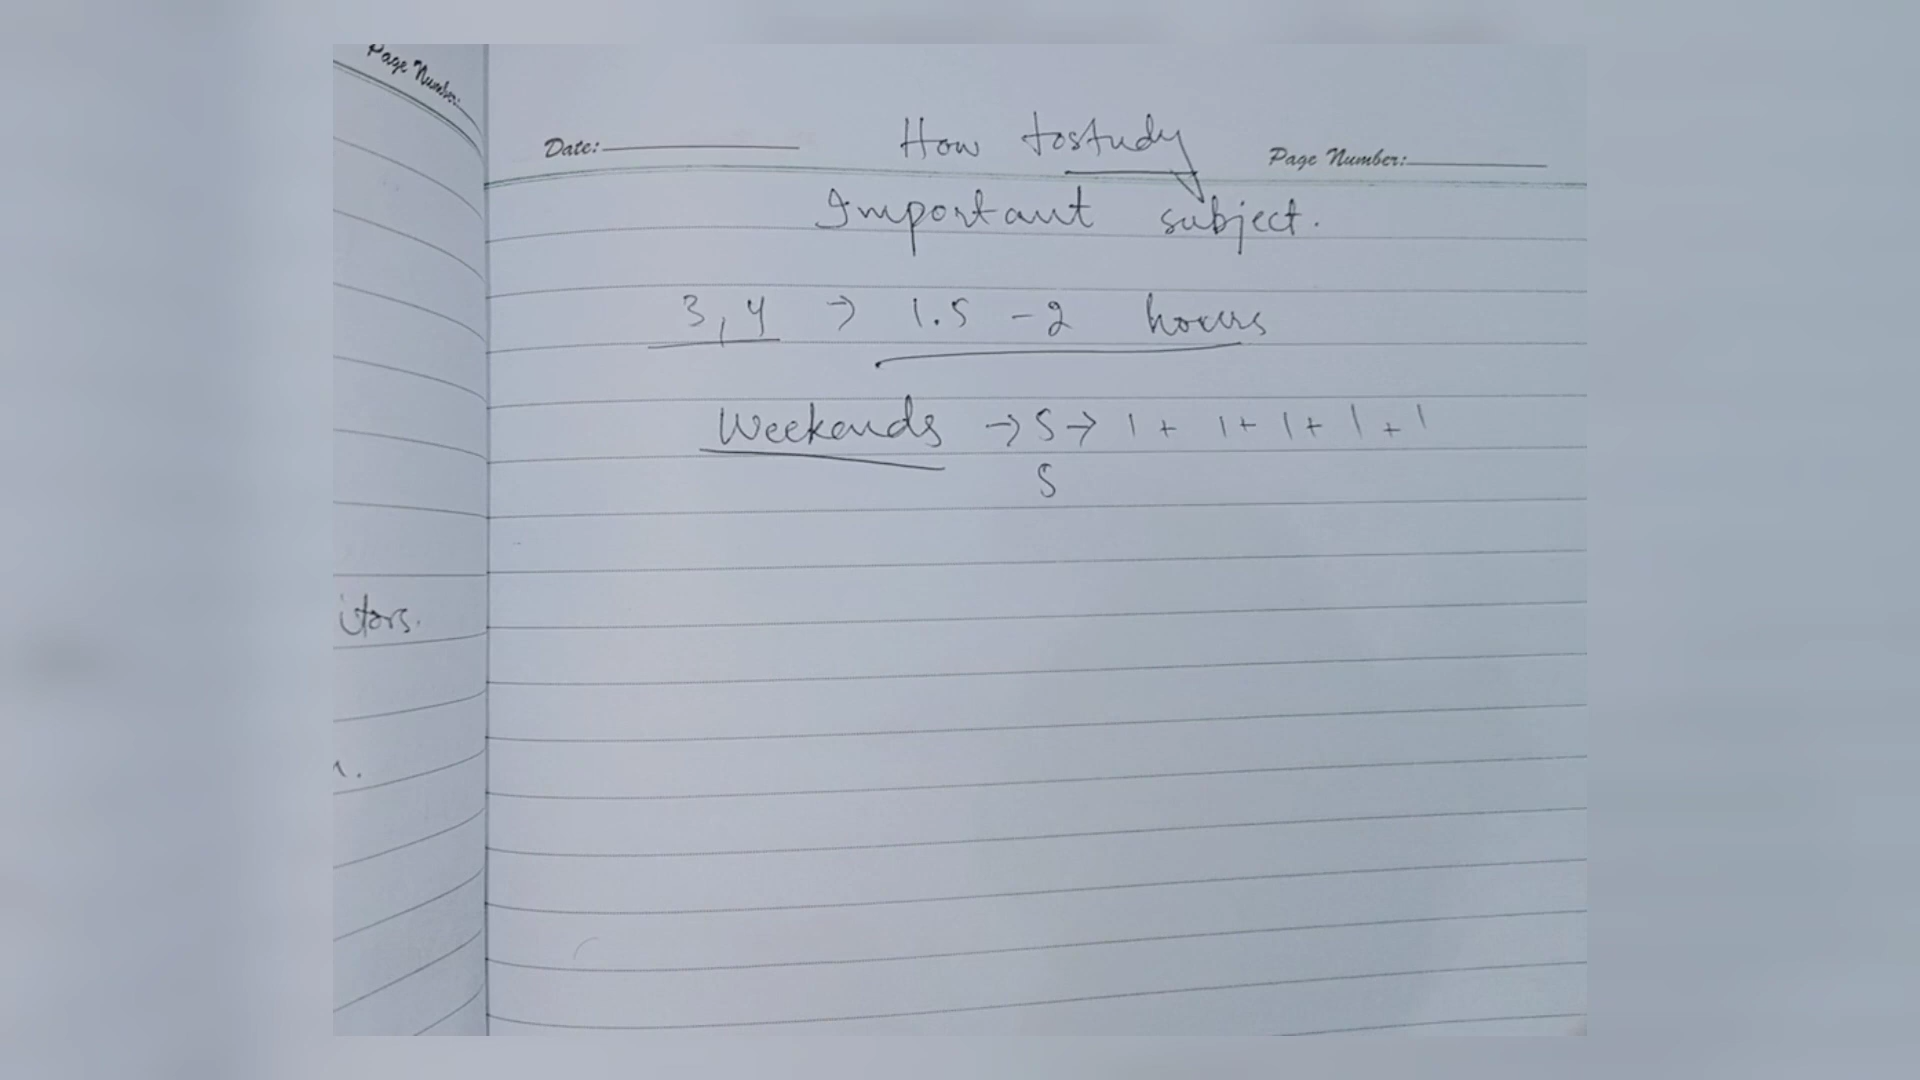 Page Number:
itors.
Date:
How to study
Page Number:
Important subject.
3, 4 → 1.5 - 2 hours
Weekends → 5 → 1 + 1 + 1 + 1 + 1
5